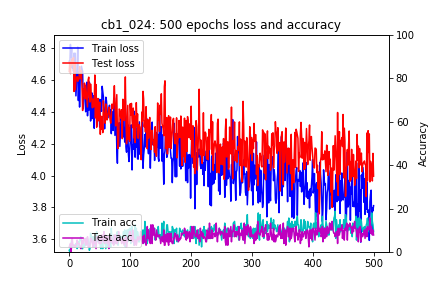 cb1_024: 500 epochs loss and accuracy
Train loss
Test loss
Train acc
Test acc
Loss
Accuracy
4.8
4.6
4.4
4.2
4.0
3.8
3.6
100
80
60
40
20
0
0
100
200
300
400
500